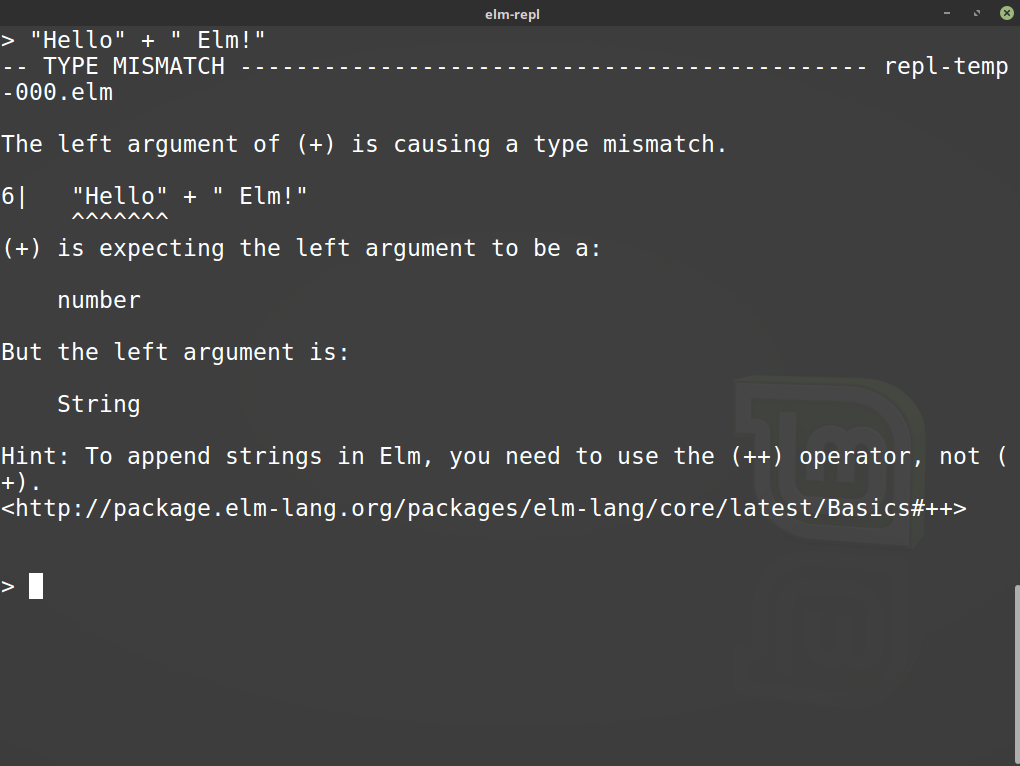 elm-repl
> "Hello" + " Elm!"
-- TYPE MISMATCH --------------------------------------------- repl-temp
-000.elm
The left argument of (+) is causing a type mismatch.
6|   "Hello" + " Elm!"
     ^^^^^^^
(+) is expecting the left argument to be a:
    number
But the left argument is:
    String
Hint: To append strings in Elm, you need to use the (++) operator, not (
+).
<http://package.elm-lang.org/packages/elm-lang/core/latest/Basics#++>
>